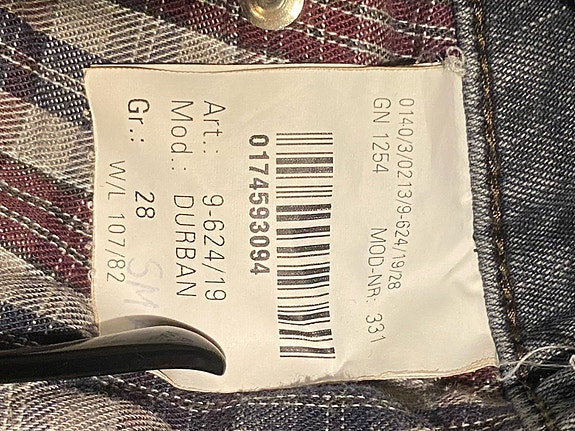 0140/3/0213/9-624/19/28
GN 1254 MOD-NR: 331
0174593094
Art.: 9-624/19
Mod.: DURBAN
Gr.: 28
W/L 107/82
SM